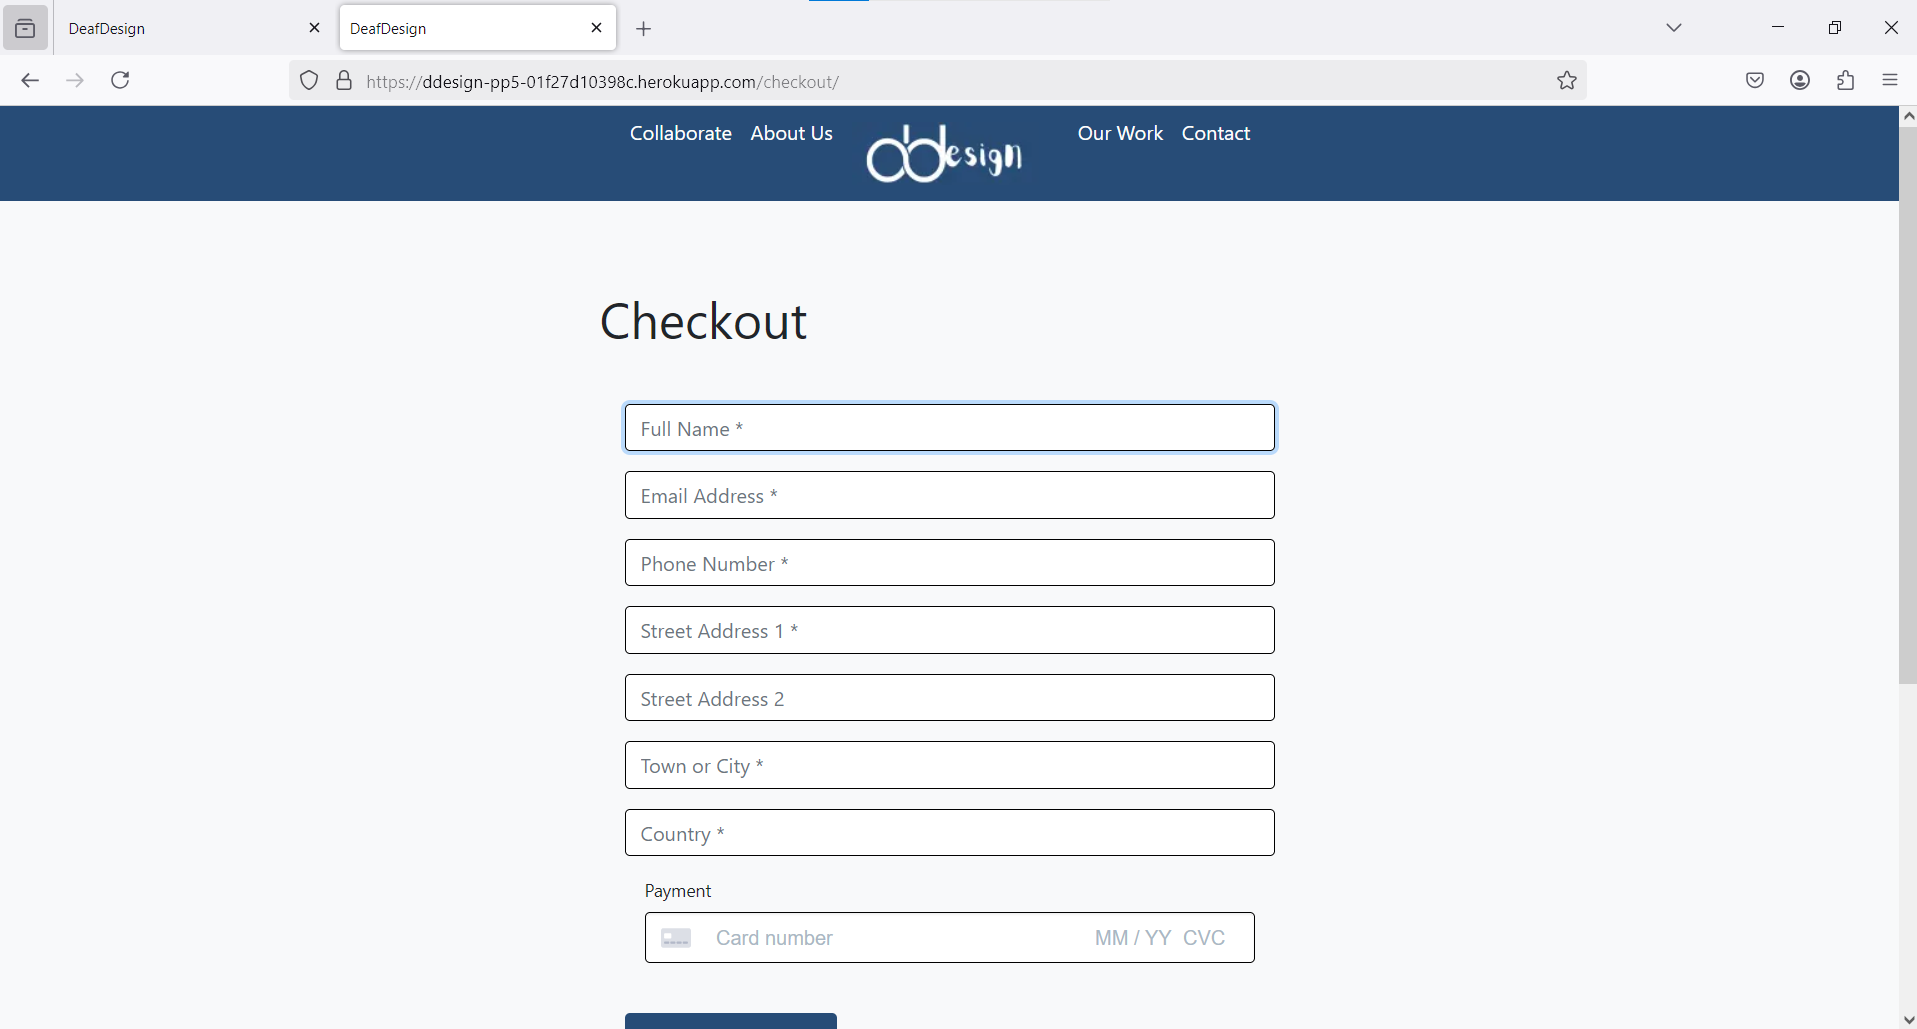 DeafDesign
DeafDesign
https://ddesign-pp5-01f27d10398c.herokuapp.com/checkout/
Collaborate About Us ddesign Our Work Contact
Checkout
Full Name *
Email Address *
Phone Number *
Street Address 1 *
Street Address 2
Town or City *
Country *
Payment
Card number MM / YY CVC